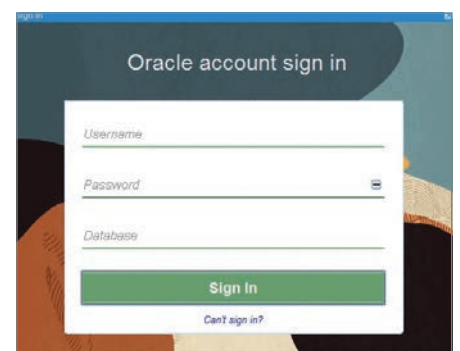 Sign in
Oracle account sign in
Username
Password
Database
Sign In
Can't sign in?